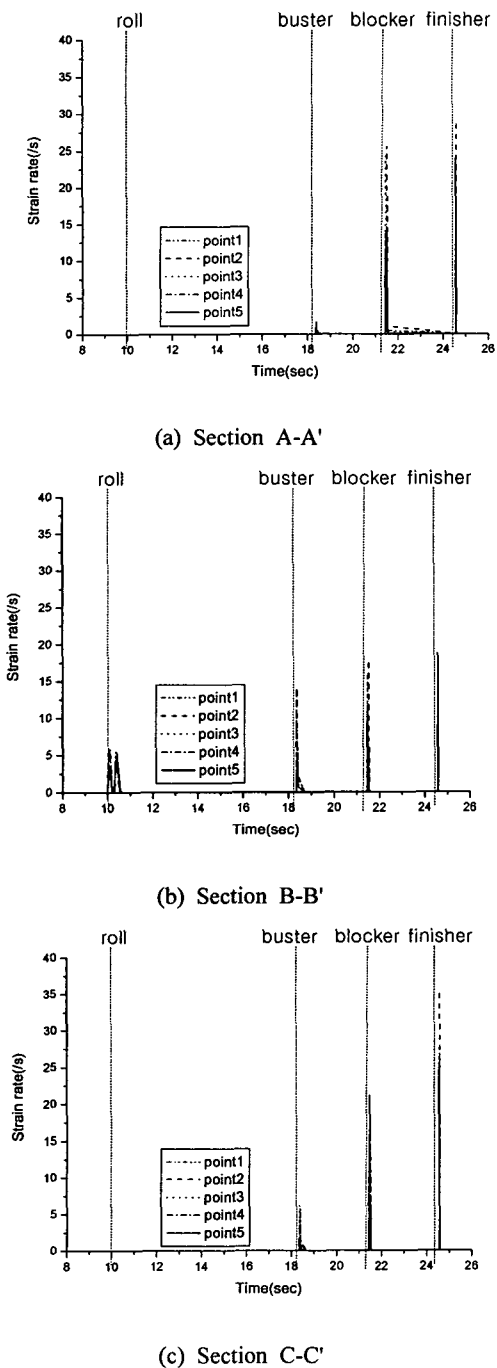 roll buster blocker finisher
40
35
30
25
20
15
10
5
0
Strain rate(/s)
point1
point2
point3
point4
point5
8 10 12 14 16 18 20 22 24 26
Time(sec)
(a) Section A-A'
roll buster blocker finisher
40
35
30
25
20
15
10
5
0
Strain rate(/s)
point1
point2
point3
point4
point5
8 10 12 14 16 18 20 22 24 26
Time(sec)
(b) Section B-B'
roll buster blocker finisher
40
35
30
25
20
15
10
5
0
Strain rate(/s)
point1
point2
point3
point4
point5
6 8 10 12 14 16 18 20 22 24 26
Time(sec)
(c) Section C-C'